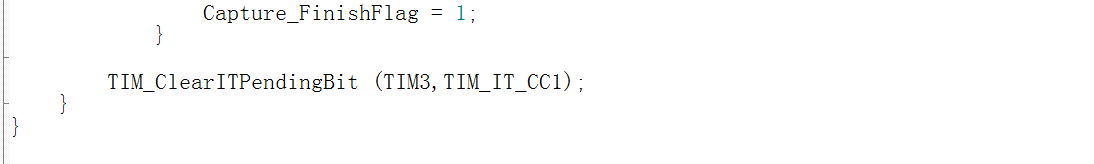 Capture_FinishFlag = 1;
}
TIM_ClearITPendingBit (TIM3,TIM_IT_CC1);
}
}